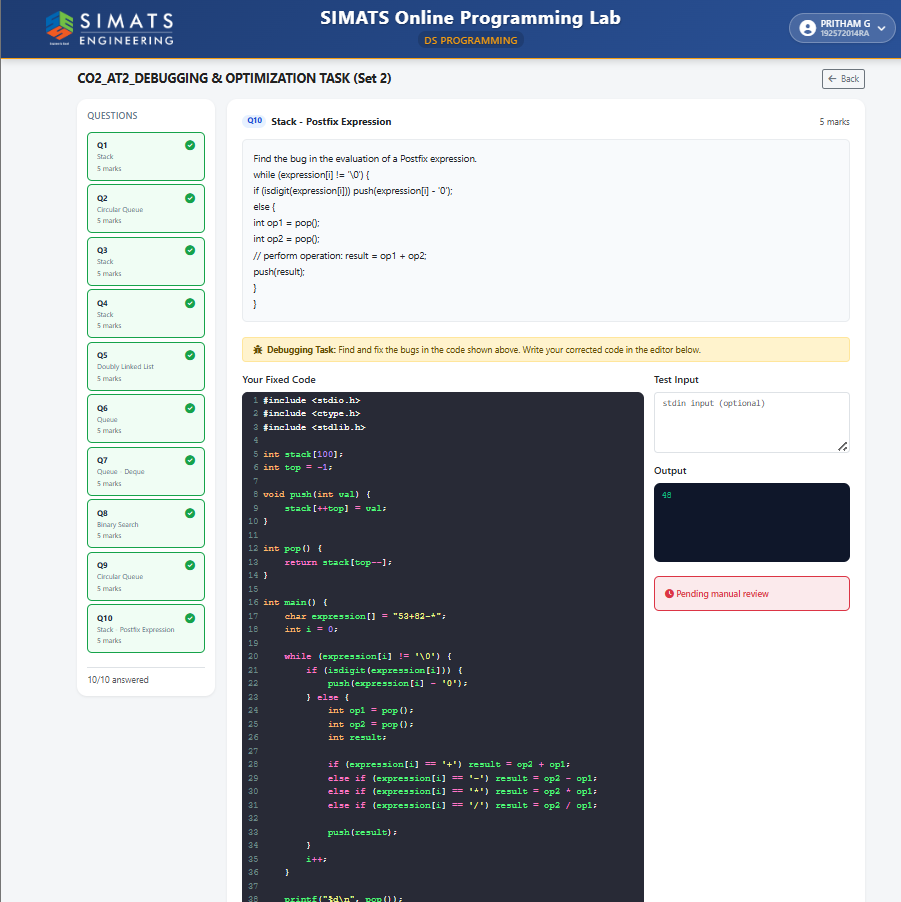 SIMATS
ENGINEERING
SIMATS Online Programming Lab
DS PROGRAMMING
PRITHAM G
192572014RA
CO2_AT2_DEBUGGING & OPTIMIZATION TASK (Set 2)
← Back
QUESTIONS
Q1
Stack
5 marks
Q2
Circular Queue
5 marks
Q3
Stack
5 marks
Q4
Stack
5 marks
Q5
Doubly Linked List
5 marks
Q6
Queue
5 marks
Q7
Queue · Deque
5 marks
Q8
Binary Search
5 marks
Q9
Circular Queue
5 marks
Q10
Stack · Postfix Expression
5 marks
10/10 answered
Q10 Stack - Postfix Expression
5 marks
Find the bug in the evaluation of a Postfix expression.
while (expression[i] != '\0') {
if (isdigit(expression[i])) push(expression[i] - '0');
else {
int op1 = pop();
int op2 = pop();
// perform operation: result = op1 + op2;
push(result);
}
}
Debugging Task: Find and fix the bugs in the code shown above. Write your corrected code in the editor below.
Your Fixed Code
1 #include <stdio.h>
2 #include <ctype.h>
3 #include <stdlib.h>
4
5 int stack[100];
6 int top = -1;
7
8 void push(int val) {
9     stack[++top] = val;
10 }
11
12 int pop() {
13     return stack[top--];
14 }
15
16 int main() {
17     char expression[] = "53+82-*";
18     int i = 0;
19
20     while (expression[i] != '\0') {
21         if (isdigit(expression[i])) {
22             push(expression[i] - '0');
23         } else {
24             int op1 = pop();
25             int op2 = pop();
26             int result;
27
28             if (expression[i] == '+') result = op2 + op1;
29             else if (expression[i] == '-') result = op2 - op1;
30             else if (expression[i] == '*') result = op2 * op1;
31             else if (expression[i] == '/') result = op2 / op1;
32
33             push(result);
34         }
35         i++;
36     }
37
38     printf("%d\n", pop());
Test Input
stdin input (optional)
Output
48
Pending manual review